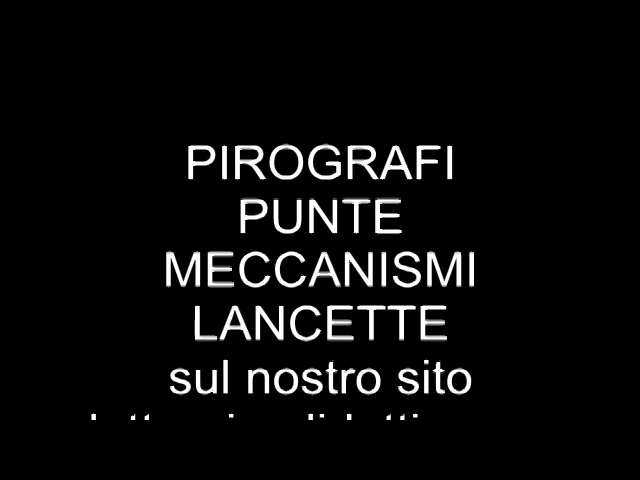 PIROGRAFI
PUNTE
MECCANISMI
LANCETTE
sul nostro sito